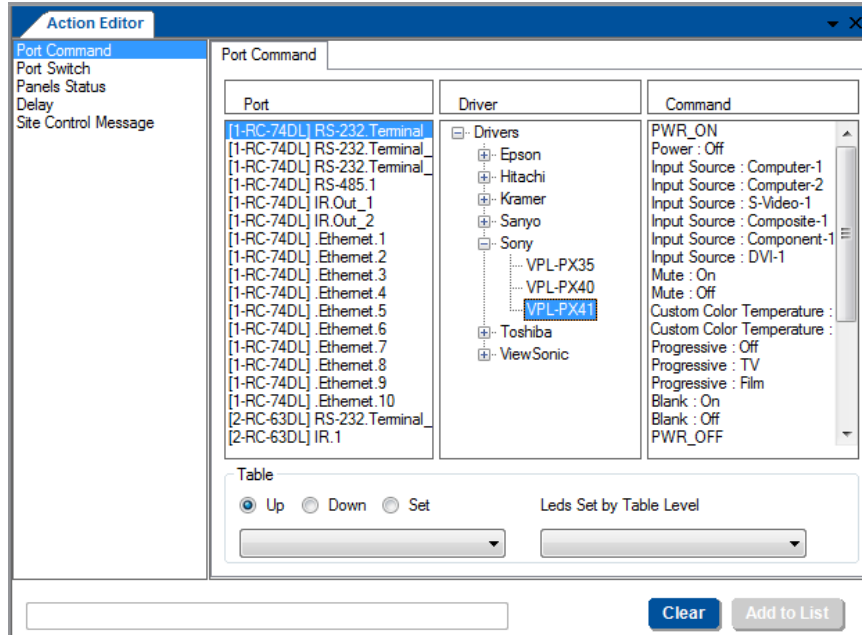 Action Editor
Port Command
Port Switch
Panels Status
Delay
Site Control Message
Port Command
Port
[1-RC-74DL] RS-232.Terminal_
[1-RC-74DL] RS-232.Terminal_
[1-RC-74DL] RS-232.Terminal_
[1-RC-74DL] RS-485.1
[1-RC-74DL] IR.Out_1
[1-RC-74DL] IR.Out_2
[1-RC-74DL] .Ethernet.1
[1-RC-74DL] .Ethernet.2
[1-RC-74DL] .Ethernet.3
[1-RC-74DL] .Ethernet.4
[1-RC-74DL] .Ethernet.5
[1-RC-74DL] .Ethernet.6
[1-RC-74DL] .Ethernet.7
[1-RC-74DL] .Ethernet.8
[1-RC-74DL] .Ethernet.9
[1-RC-74DL] .Ethernet.10
[2-RC-63DL] RS-232.Terminal_
[2-RC-63DL] IR.1
Driver
Drivers
Epson
Hitachi
Kramer
Sanyo
Sony
VPL-PX35
VPL-PX40
VPL-PX41
Toshiba
ViewSonic
Command
PWR_ON
Power : Off
Input Source : Computer-1
Input Source : Computer-2
Input Source : S-Video-1
Input Source : Composite-1
Input Source : Component-1
Input Source : DVI-1
Mute : On
Mute : Off
Custom Color Temperature :
Custom Color Temperature :
Progressive : Off
Progressive : TV
Progressive : Film
Blank : On
Blank : Off
PWR_OFF
Table
Up Down Set
Leds Set by Table Level
Clear
Add to List